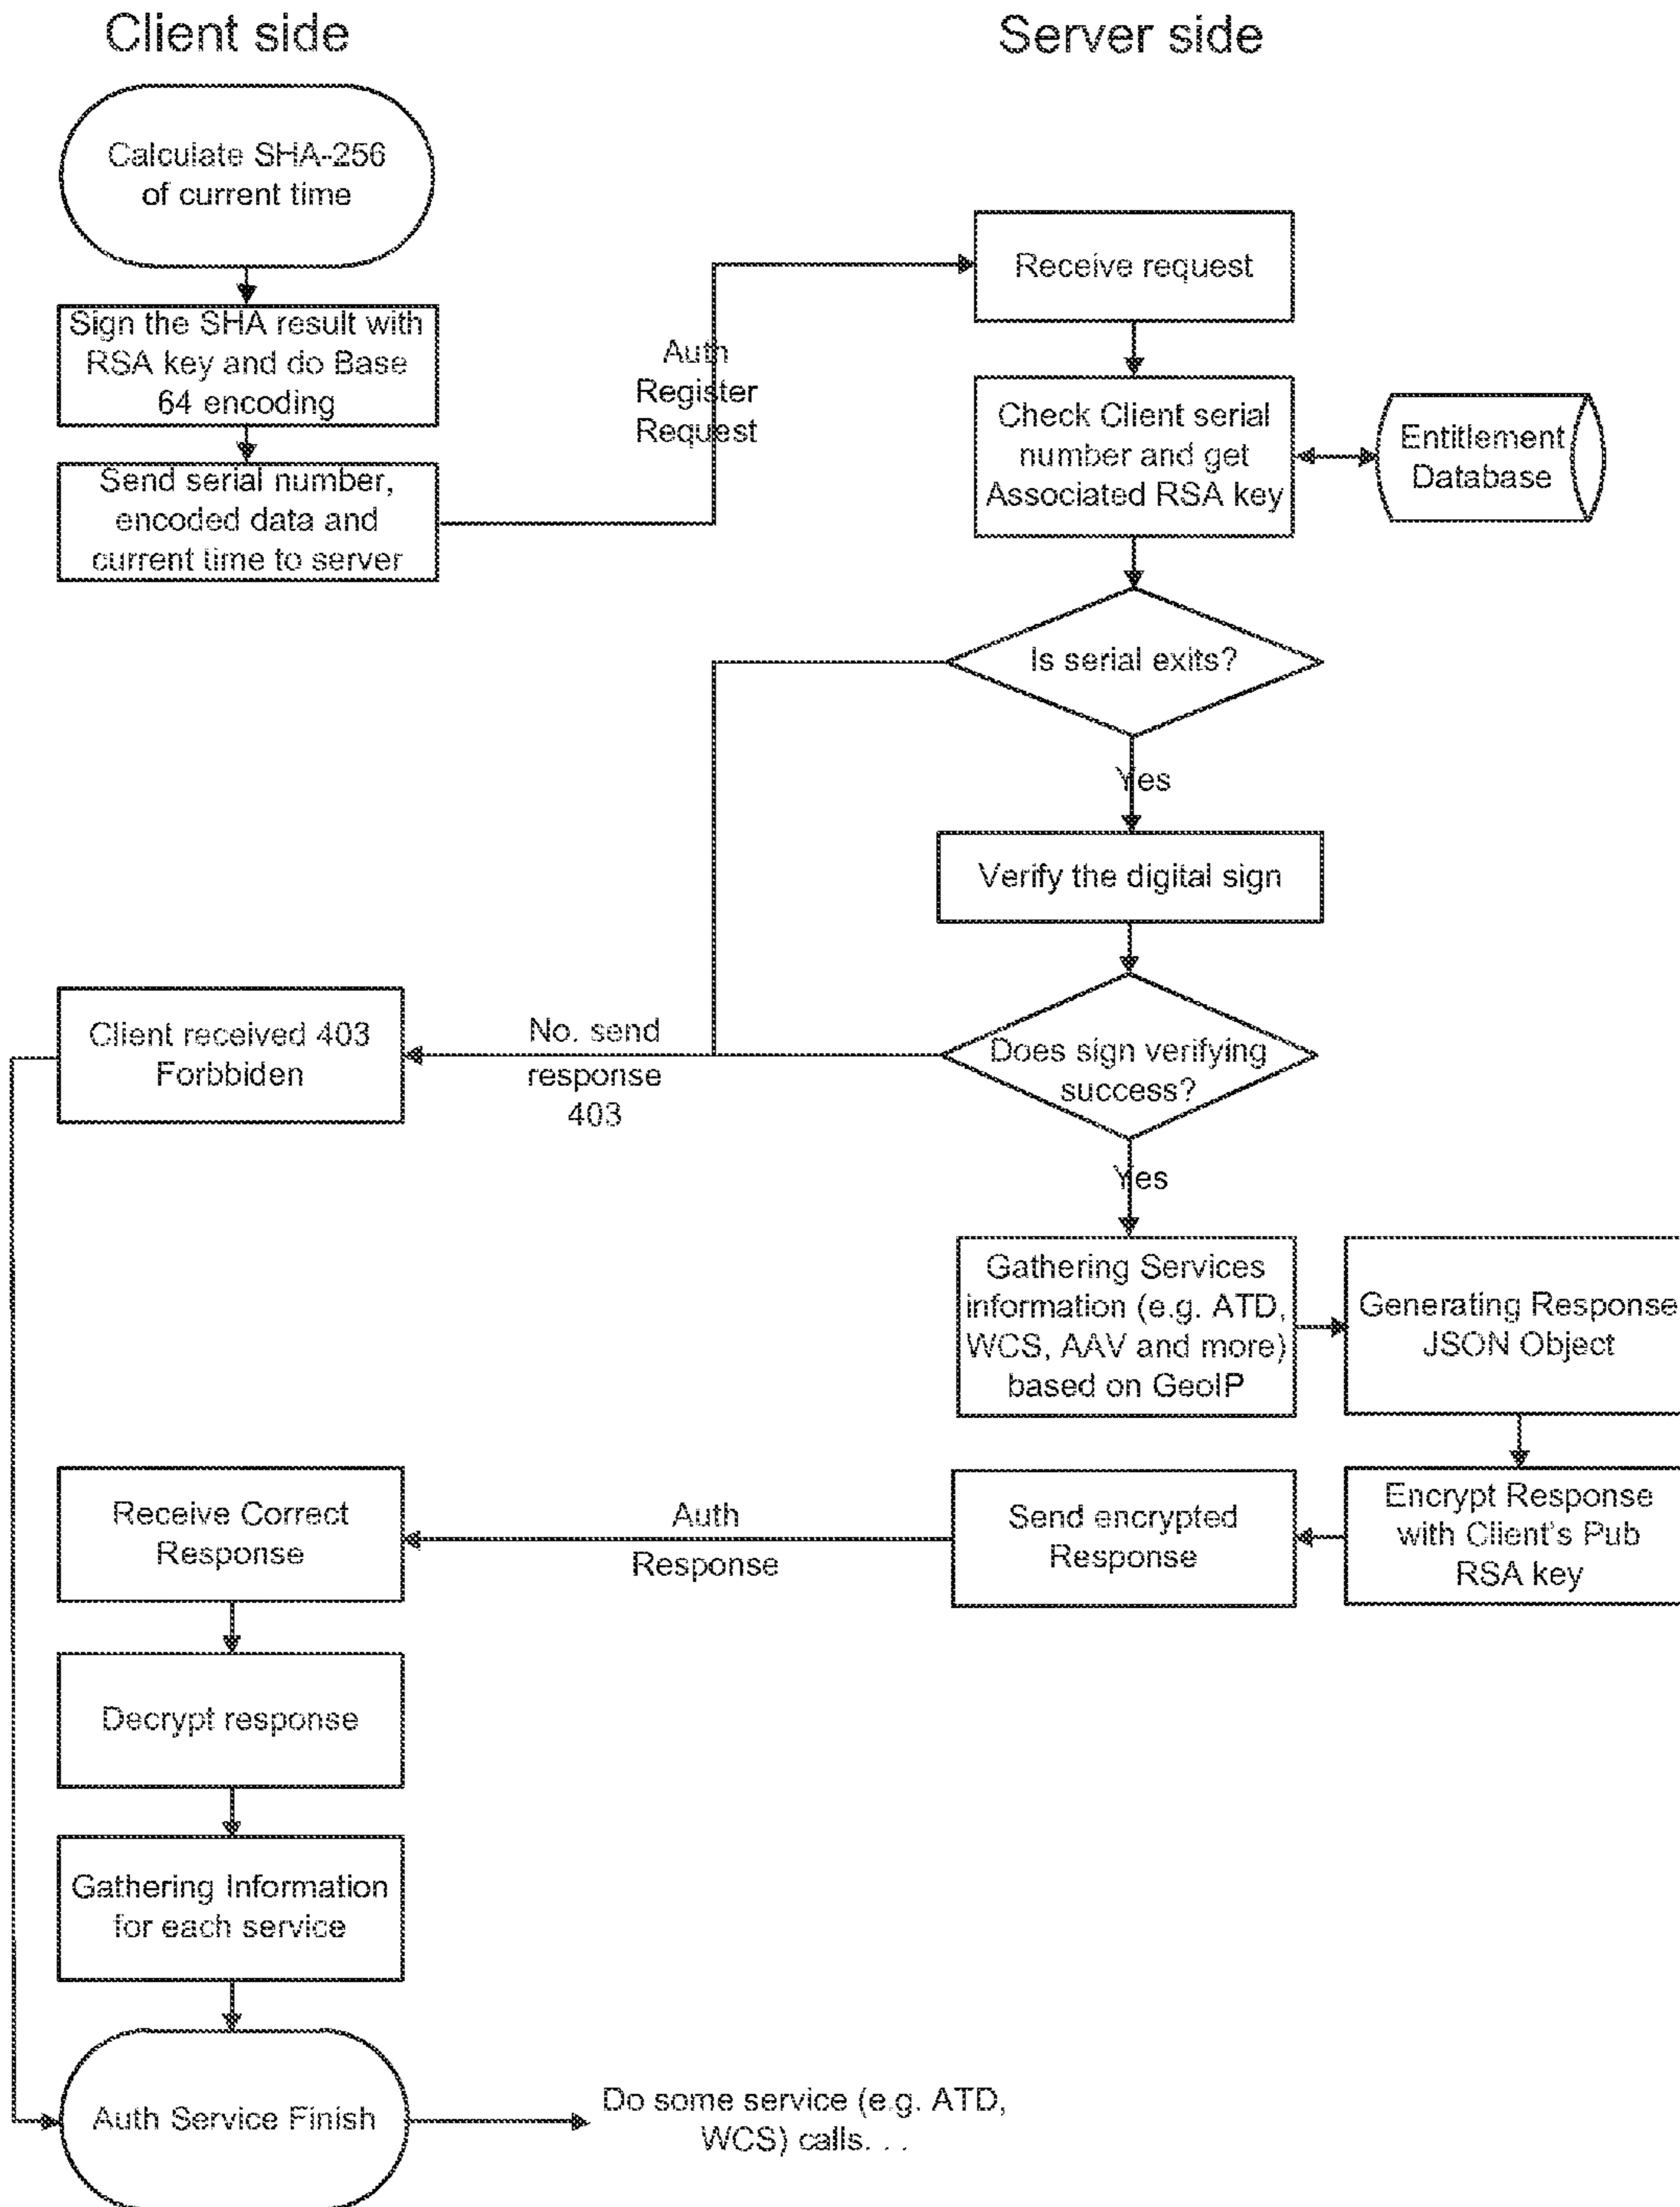 Client side
Server side
Calculate SHA-256
of current time
Sign the SHA result with
RSA key and do Base
64 encoding
Send serial number,
encoded data and
current time to server
Auth
Register
Request
Receive request
Check Client serial
number and get
Associated RSA key
Entitlement
Database
Is serial exits?
Yes
Verify the digital sign
Does sign verifying
success?
No. send
response
403
Client received 403
Forbbiden
Yes
Gathering Services
information (e.g. ATD,
WCS, AAV and more)
based on GeoIP
Generating Response
JSON Object
Encrypt Response
with Client's Pub
RSA key
Send encrypted
Response
Auth
Response
Receive Correct
Response
Decrypt response
Gathering Information
for each service
Auth Service Finish
Do some service (e.g. ATD,
WCS) calls. . .